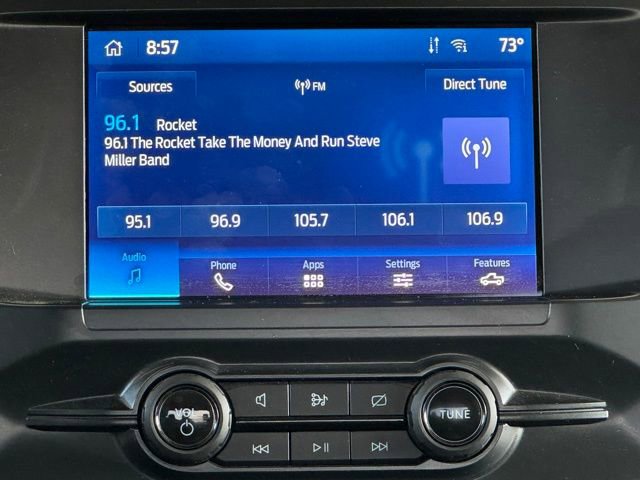 8:57 73°
Sources FM Direct Tune
96.1 Rocket
96.1 The Rocket Take The Money And Run Steve
Miller Band
95.1 96.9 105.7 106.1 106.9
Audio Phone Apps Settings Features
VOL TUNE